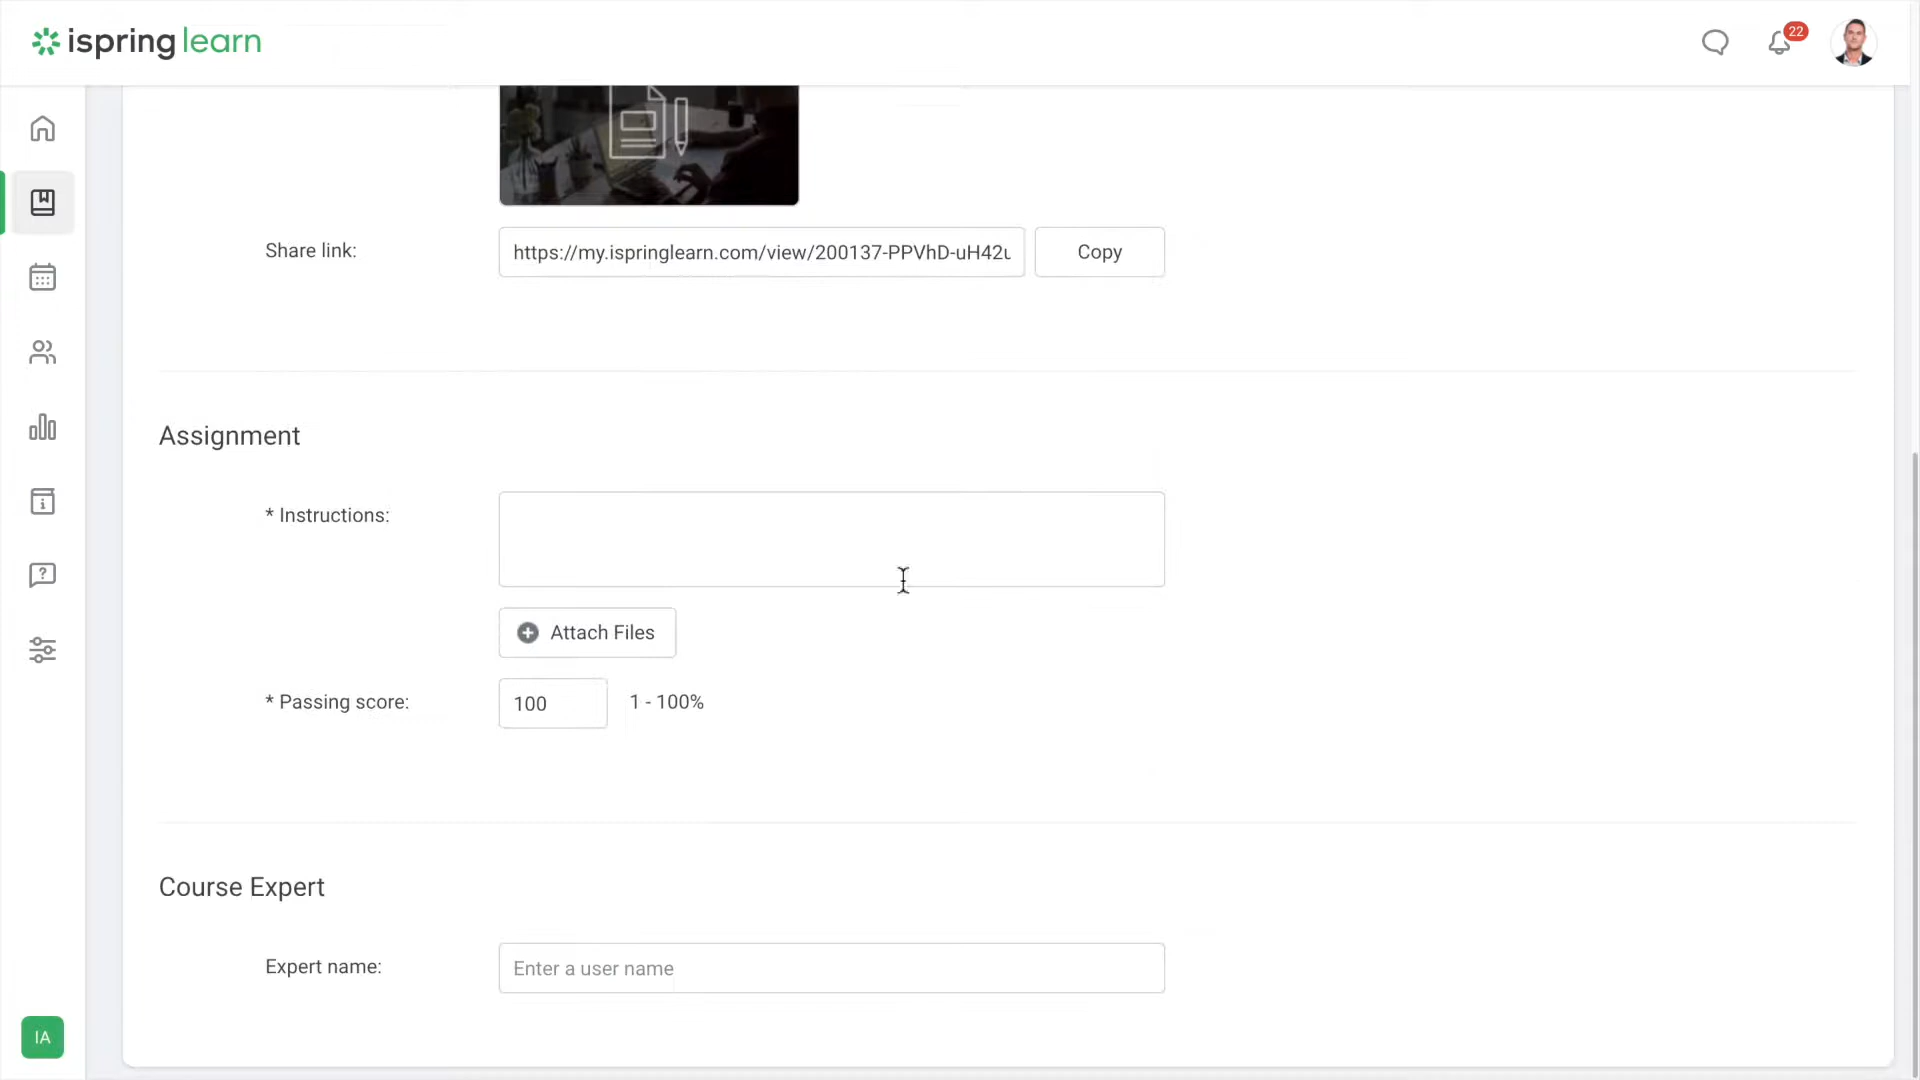 ispring learn
22
Share link:
https://my.ispringlearn.com/view/200137-PPVhD-uH42
Copy
Assignment
* Instructions:
Attach Files
* Passing score:
100
1 - 100%
Course Expert
Expert name:
Enter a user name
IA